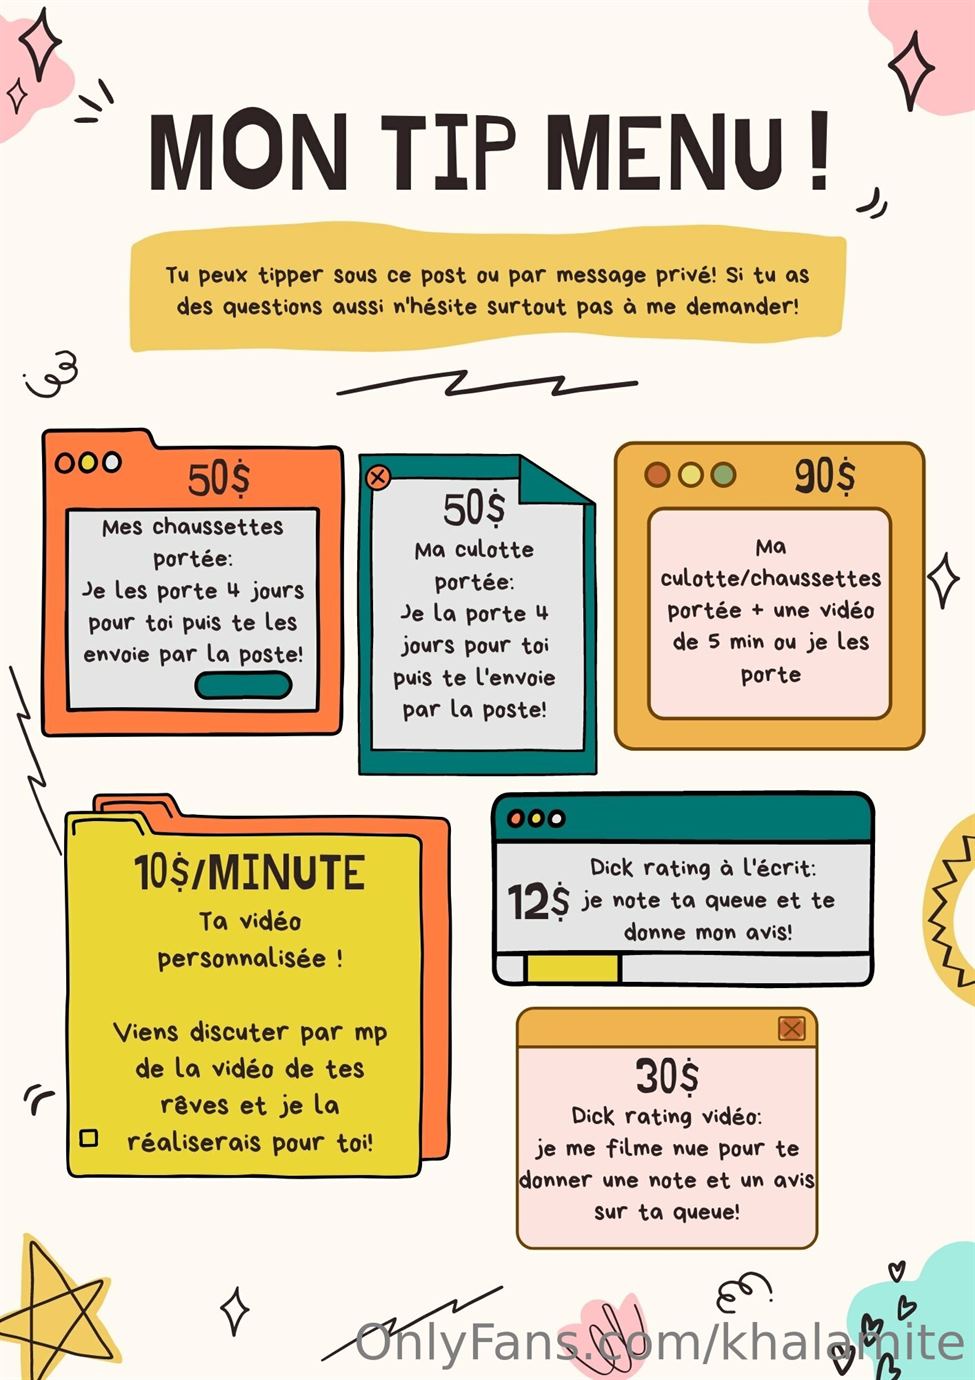 MON TIP MENU !
Tu peux tipper sous ce post ou par message privé! Si tu as
des questions aussi n'hésite surtout pas à me demander!
50$
Mes chaussettes
portée:
Je les porte 4 jours
pour toi puis te les
envoie par la poste!
50$
Ma culotte
portée:
Je la porte 4
jours pour toi
puis te l'envoie
par la poste!
90$
Ma
culotte/chaussettes
portée + une vidéo
de 5 min ou je les
porte
10$/MINUTE
Ta vidéo
personnalisée !
Viens discuter par mp
de la vidéo de tes
rêves et je la
réaliserais pour toi!
12$
Dick rating à l'écrit:
je note ta queue et te
donne mon avis!
30$
Dick rating vidéo:
je me filme nue pour te
donner une note et un avis
sur ta queue!
OnlyFans.com/khalamite